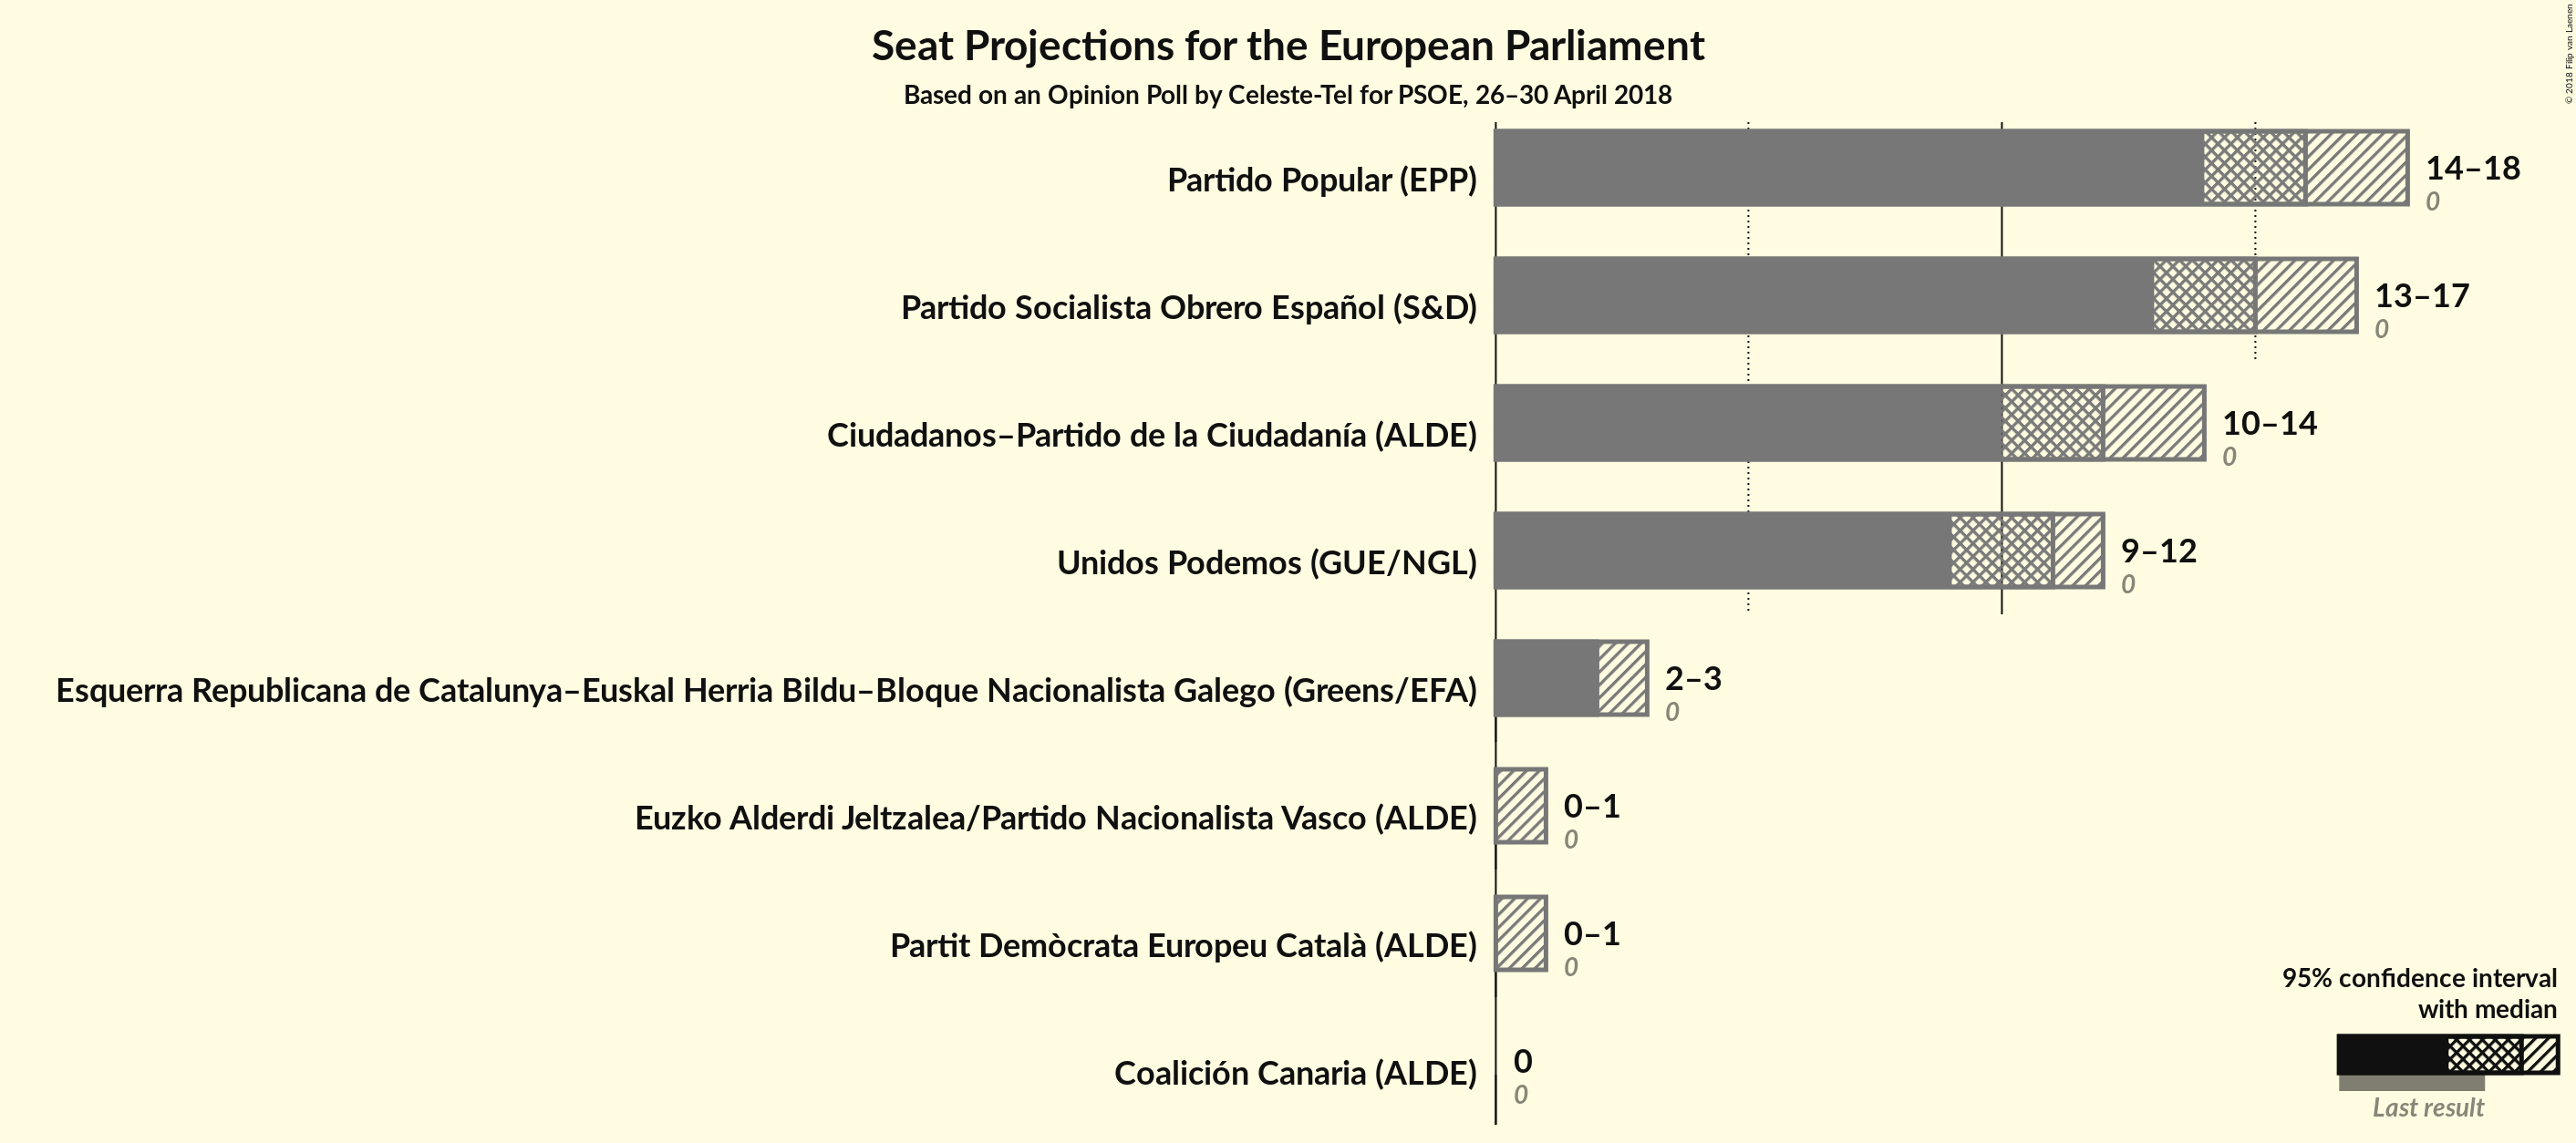 Seat Projections for the European Parliament
Based on an Opinion Poll by Celeste-Tel for PSOE, 26–30 April 2018
© 2018 Filip van Laenen
Partido Popular (EPP)
14–18
0
Partido Socialista Obrero Español (S&D)
13–17
0
Ciudadanos–Partido de la Ciudadanía (ALDE)
10–14
0
Unidos Podemos (GUE/NGL)
9–12
0
Esquerra Republicana de Catalunya–Euskal Herria Bildu–Bloque Nacionalista Galego (Greens/EFA)
2–3
0
Euzko Alderdi Jeltzalea/Partido Nacionalista Vasco (ALDE)
0–1
0
Partit Demòcrata Europeu Català (ALDE)
0–1
0
Coalición Canaria (ALDE)
0
0
95% confidence interval
with median
Last result